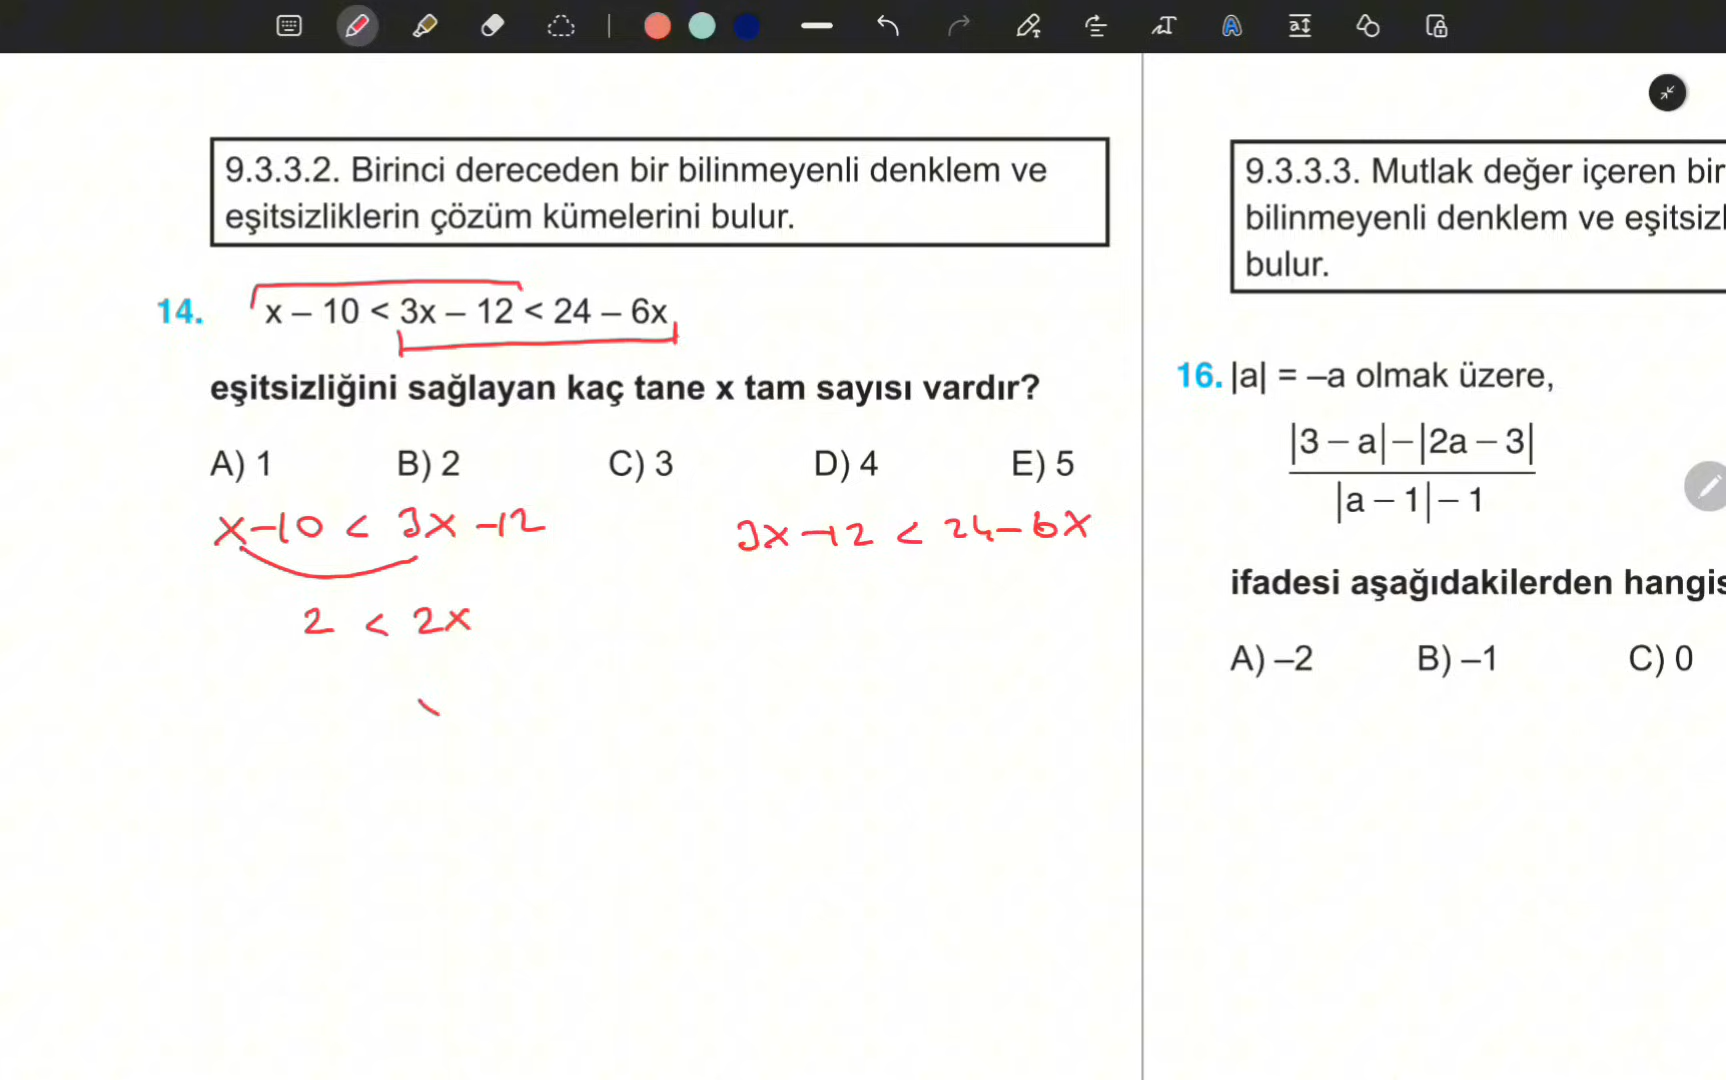 9.3.3.2. Birinci dereceden bir bilinmeyenli denklem ve
eşitsizliklerin çözüm kümelerini bulur.
14. x – 10 < 3x – 12 < 24 – 6x
eşitsizliğini sağlayan kaç tane x tam sayısı vardır?
A) 1 B) 2 C) 3 D) 4 E) 5
x-10 < 3x -12
3x -12 < 24-6x
2 < 2x
9.3.3.3. Mutlak değer içeren bir
bilinmeyenli denklem ve
bulur.
16. |a| = –a olmak üzere,
|3 – a| – |2a – 3|
|a – 1| – 1
ifadesi aşağıdakilerden
A) –2 B) –1 C) 0